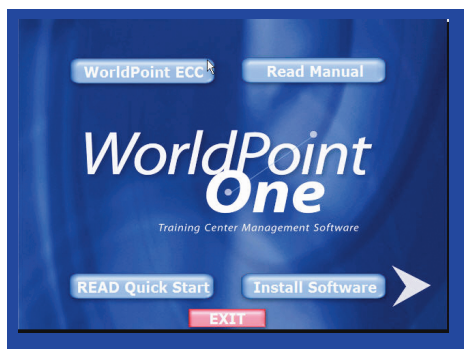 WorldPoint ECC
Read Manual
WorldPoint
One
Training Center Management Software
READ Quick Start
Install Software
EXIT